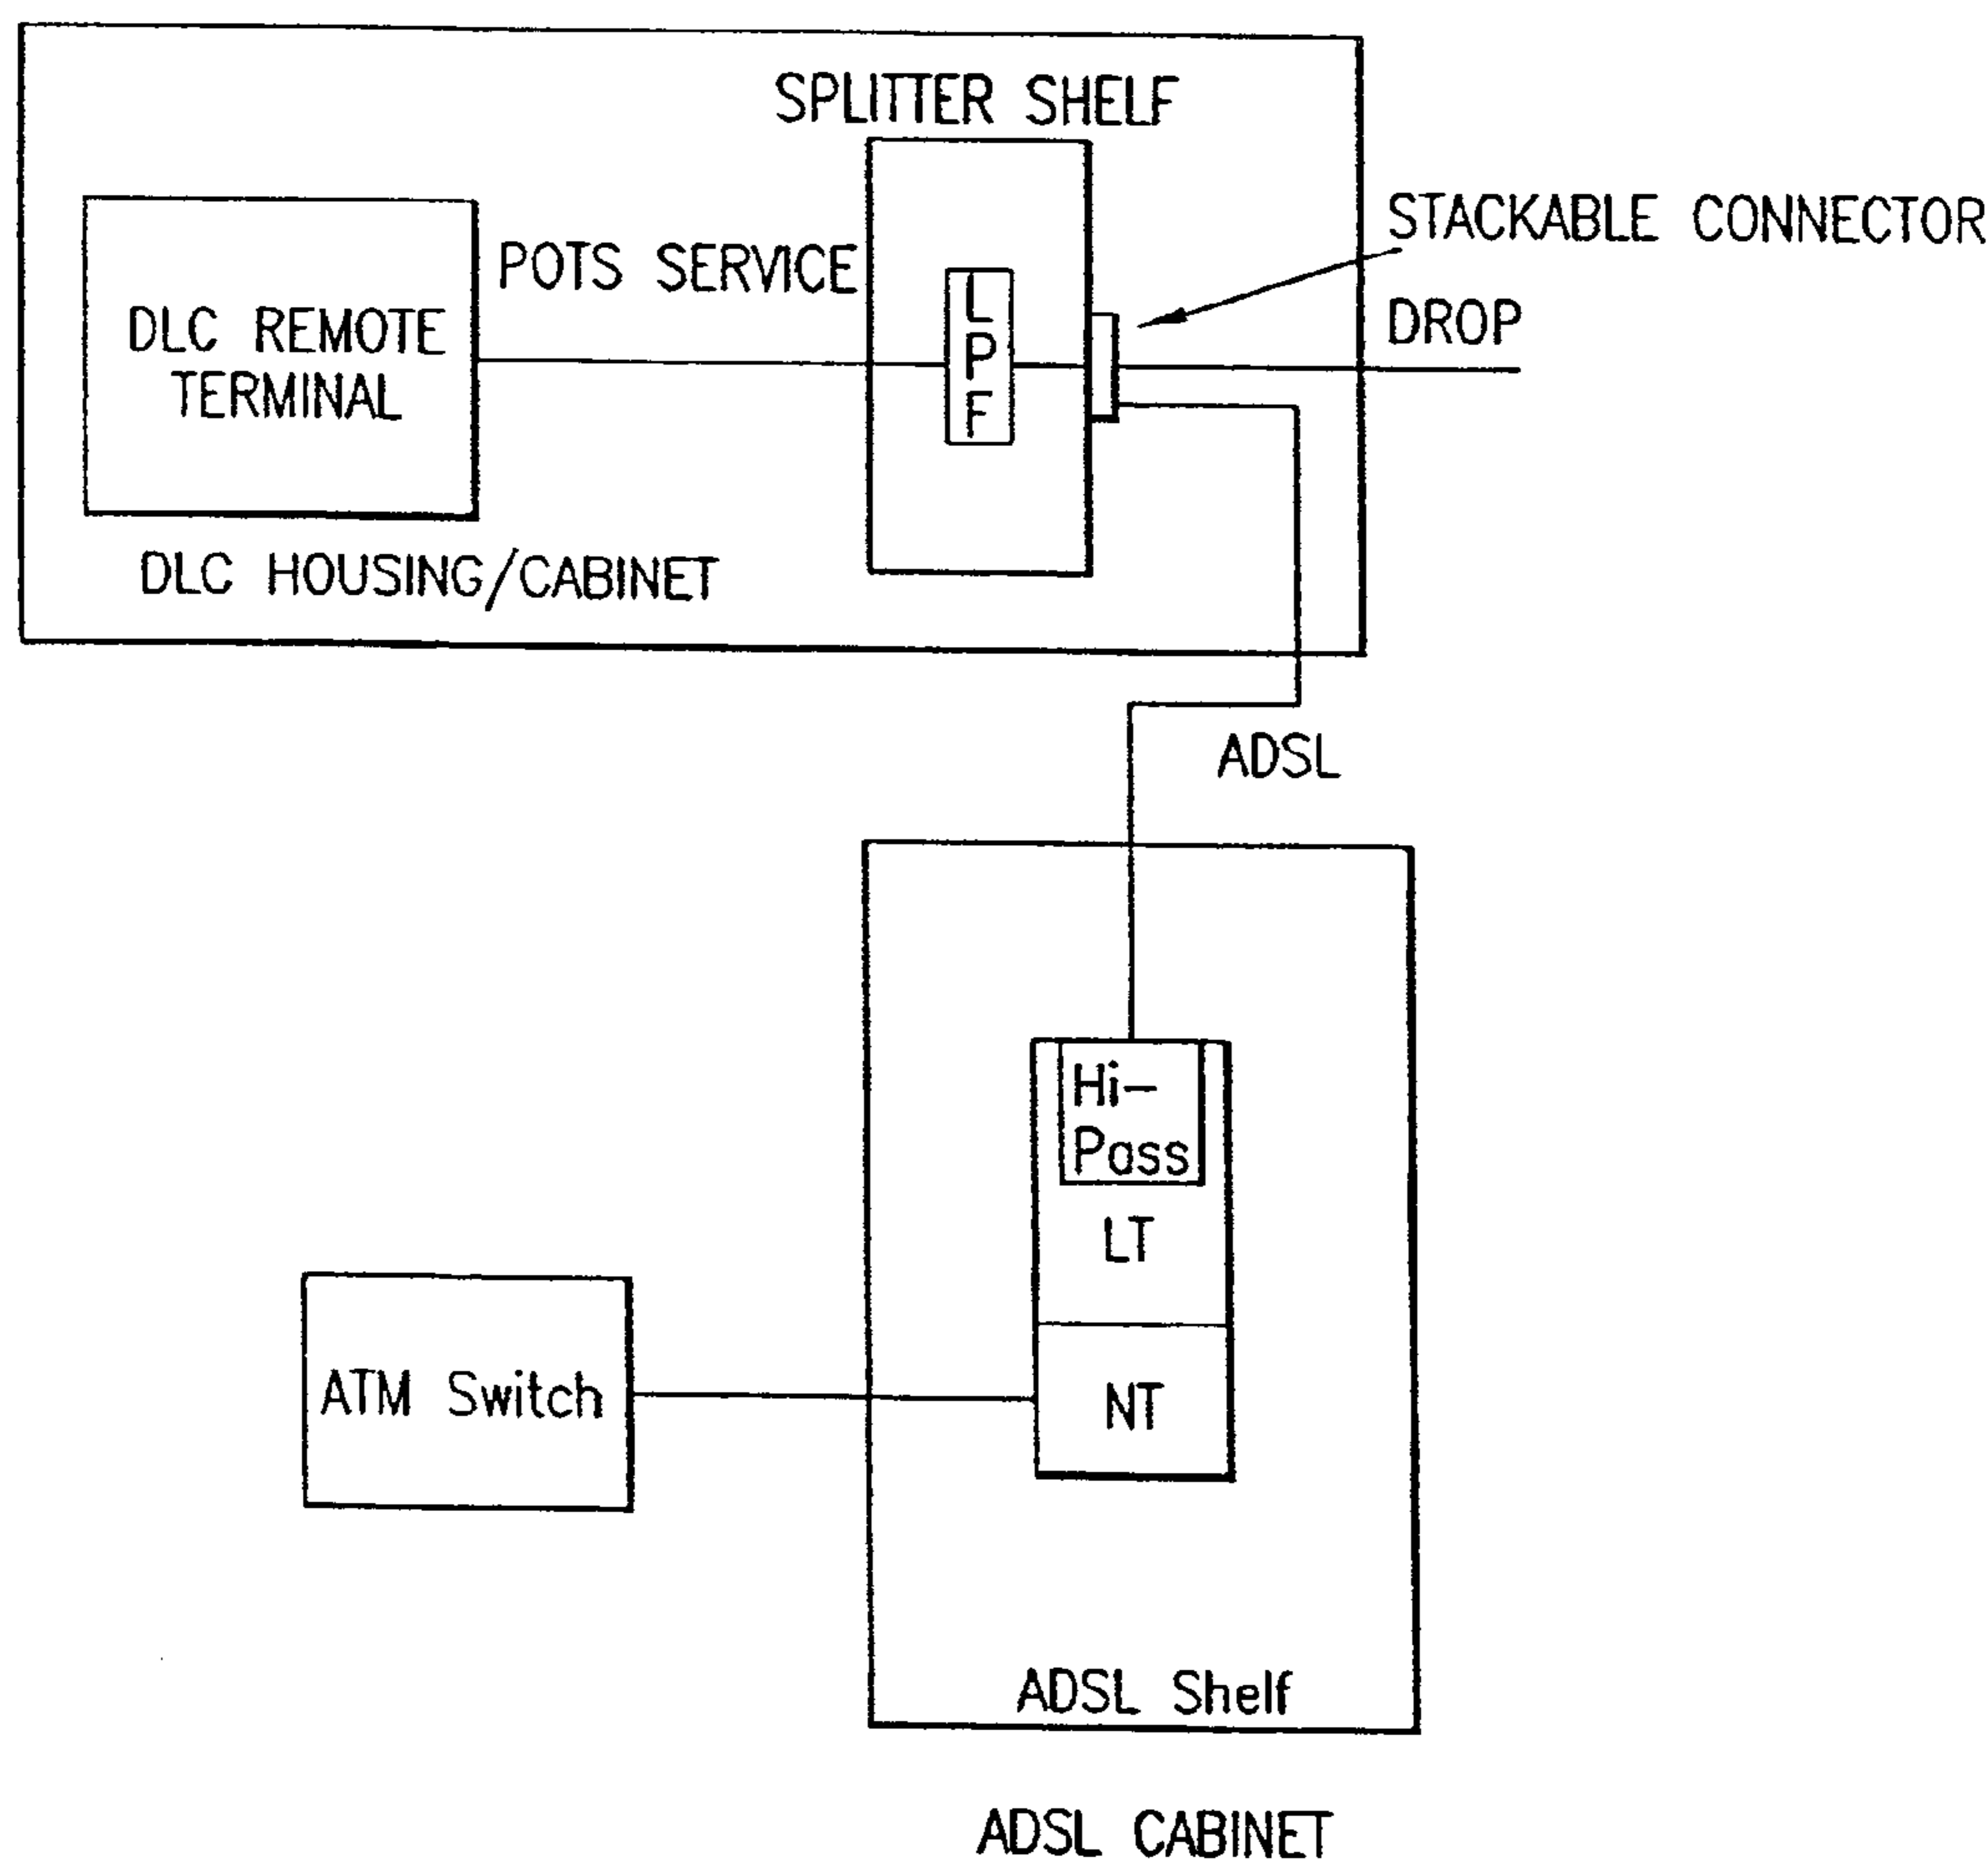 SPLITTER SHELF
STACKABLE CONNECTOR
POTS SERVICE
DLC REMOTE
TERMINAL
L
P
F
DROP
DLC HOUSING/CABINET
ADSL
Hi-
Pass
LT
ATM Switch
NT
ADSL Shelf
ADSL CABINET